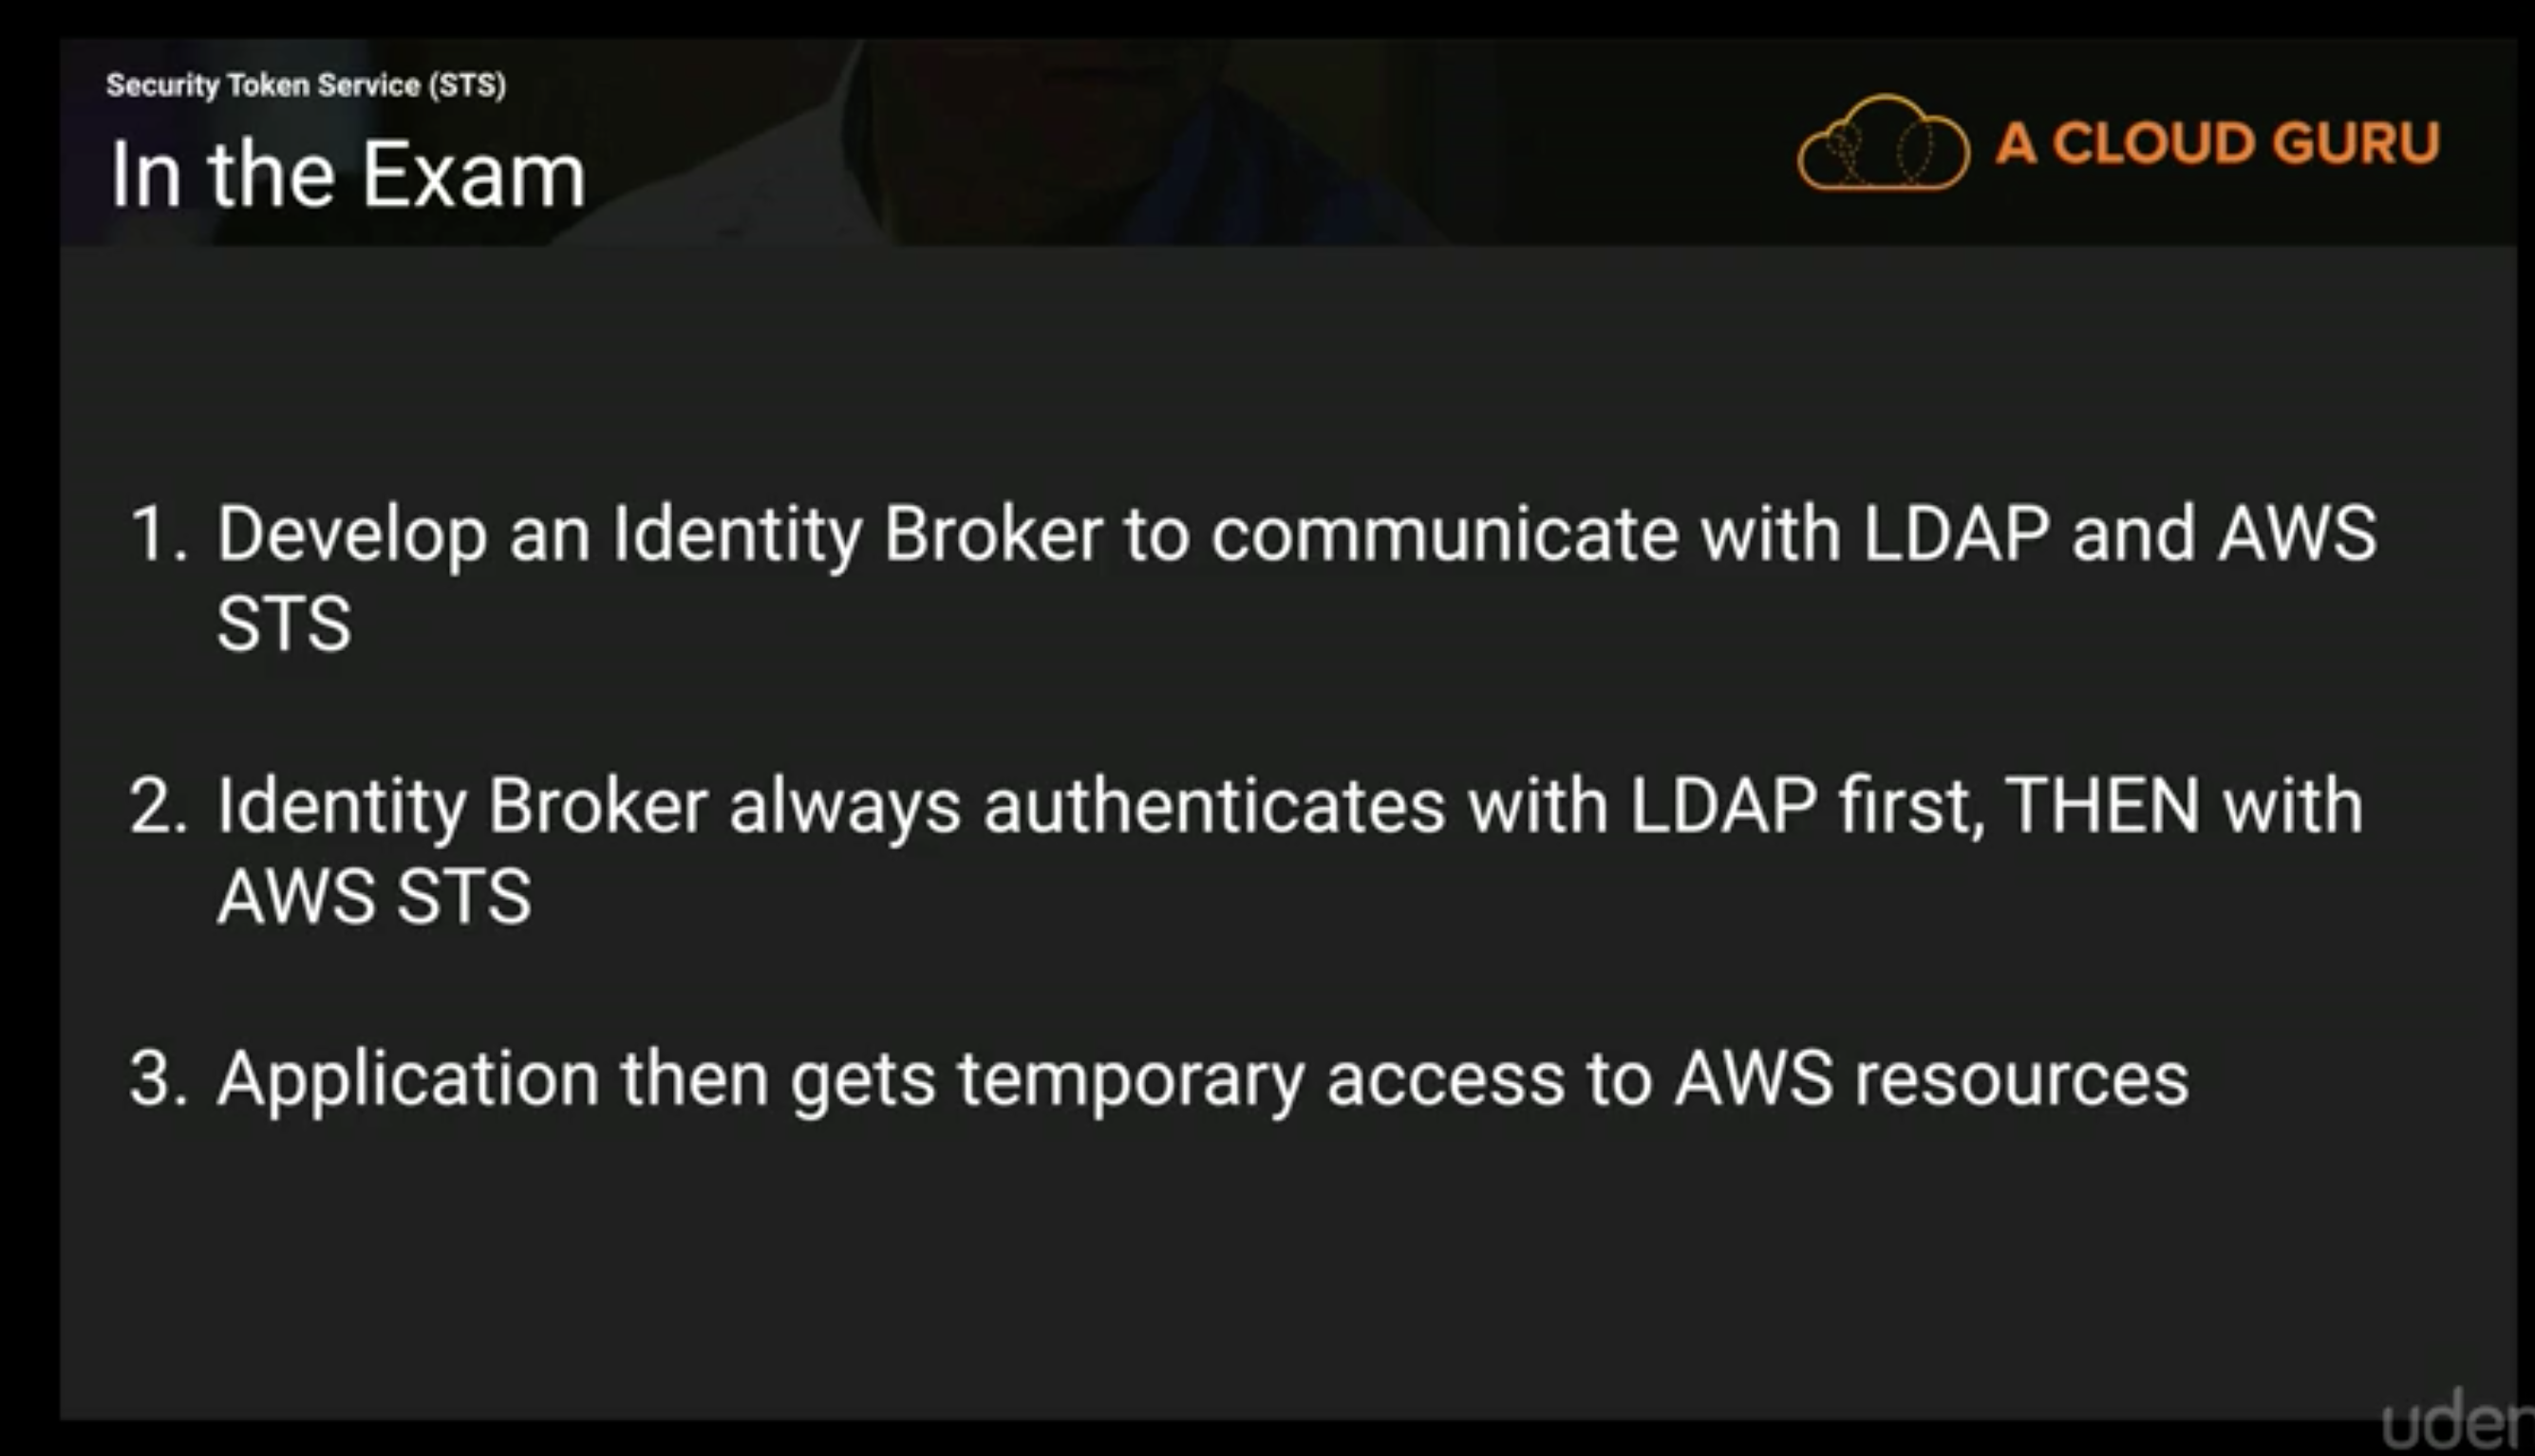 Security Token Service (STS)
In the Exam
A CLOUD GURU
1. Develop an Identity Broker to communicate with LDAP and AWS
STS
2. Identity Broker always authenticates with LDAP first, THEN with
AWS STS
3. Application then gets temporary access to AWS resources